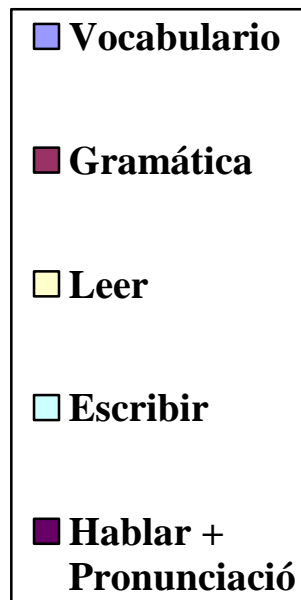 Vocabulario
Gramática
Leer
Escribir
Hablar +
Pronunciació